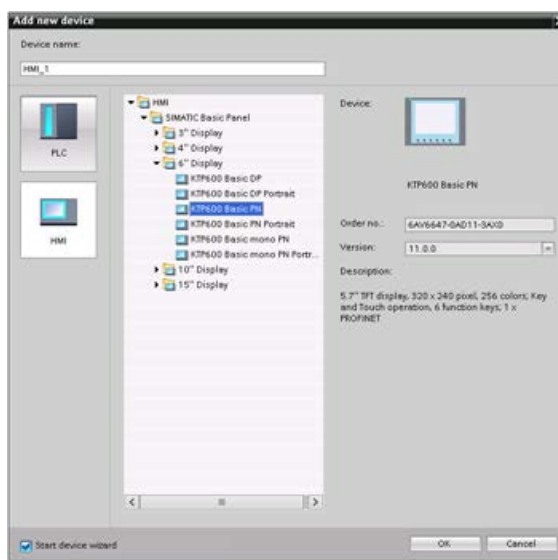 Add new device
Device name:
HMI_1
PLC
HMI
HMI
SIMATIC Basic Panel
3" Display
4" Display
6" Display
KTP600 Basic DP
KTP600 Basic DP Portrait
KTP600 Basic PN
KTP600 Basic PN Portrait
KTP600 Basic mono PN
KTP600 Basic mono PN Portr...
10" Display
15" Display
Device:
KTP600 Basic PN
Order no.:
6AV6647-0AD11-3AX0
Version:
11.0.0
Description:
5.7" TFT display, 320 x 240 pixel, 256 colors; Key
and Touch operation, 6 function keys; 1 x
PROFINET
Start device wizard
OK
Cancel